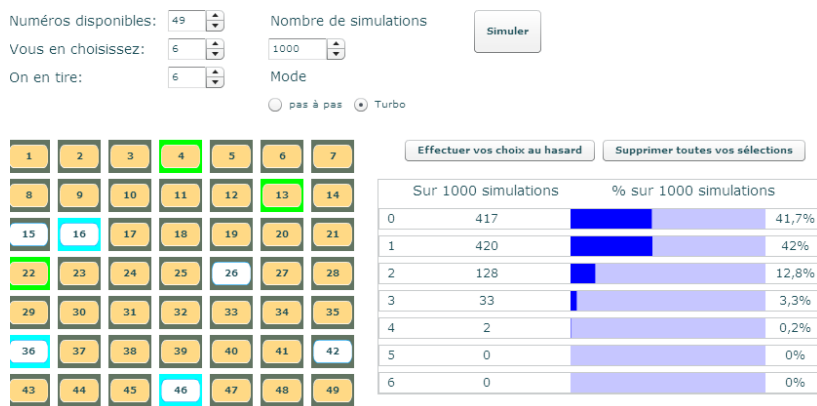 Numéros disponibles: 49
Nombre de simulations
Simuler
Vous en choisissez: 6
1000
On en tire: 6
Mode
pas à pas Turbo
Effectuer vos choix au hasard Supprimer toutes vos sélections
1 2 3 4 5 6 7
8 9 10 11 12 13 14
15 16 17 18 19 20 21
22 23 24 25 26 27 28
29 30 31 32 33 34 35
36 37 38 39 40 41 42
43 44 45 46 47 48 49
Sur 1000 simulations % sur 1000 simulations
0 417 41,7%
1 420 42%
2 128 12,8%
3 33 3,3%
4 2 0,2%
5 0 0%
6 0 0%